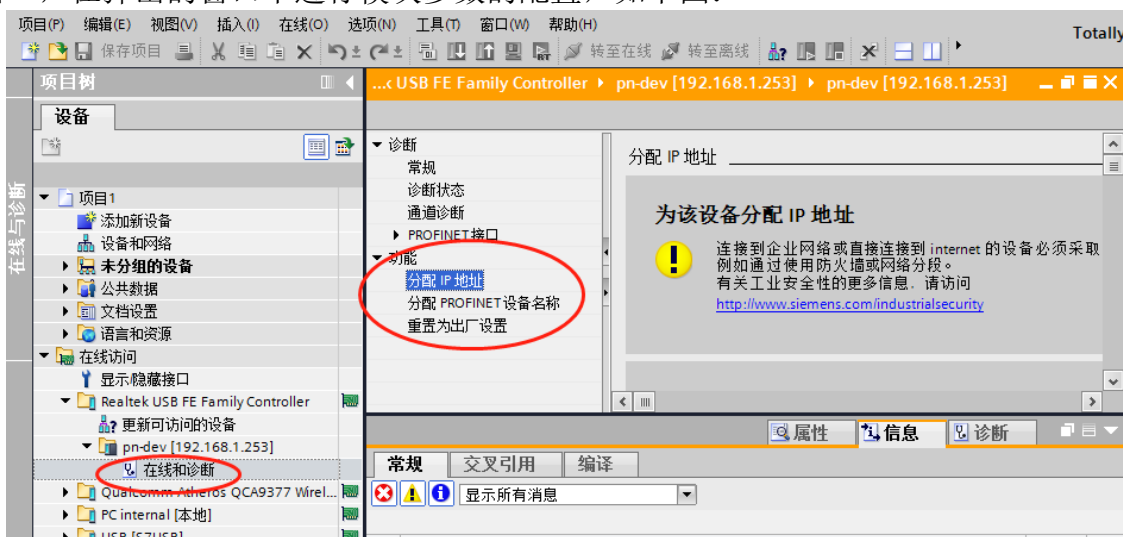 项目(P) 编辑(E) 视图(V) 插入(I) 在线(O) 选项(N) 工具(T) 窗口(W) 帮助(H)
Totally
保存项目 转至在线 转至离线
项目树
...< USB FE Family Controller pn-dev [192.168.1.253] pn-dev [192.168.1.253]
设备
在线与诊断
项目1
添加新设备
设备和网络
未分组的设备
公共数据
文档设置
语言和资源
在线访问
显示/隐藏接口
Realtek USB FE Family Controller
更新可访问的设备
pn-dev [192.168.1.253]
在线和诊断
Qualcomm Atheros QCA9377 Wirel...
PC internal [本地]
USB [S7USB]
诊断
常规
诊断状态
通道诊断
PROFINET接口
功能
分配 IP 地址
分配 PROFINET 设备名称
重置为出厂设置
分配 IP 地址
为该设备分配 IP 地址
连接到企业网络或直接连接到 internet 的设备必须采取
例如通过使用防火墙或网络分段。
有关工业安全性的更多信息，请访问
http://www.siemens.com/industrialsecurity
属性 信息 诊断
常规 交叉引用 编译
显示所有消息